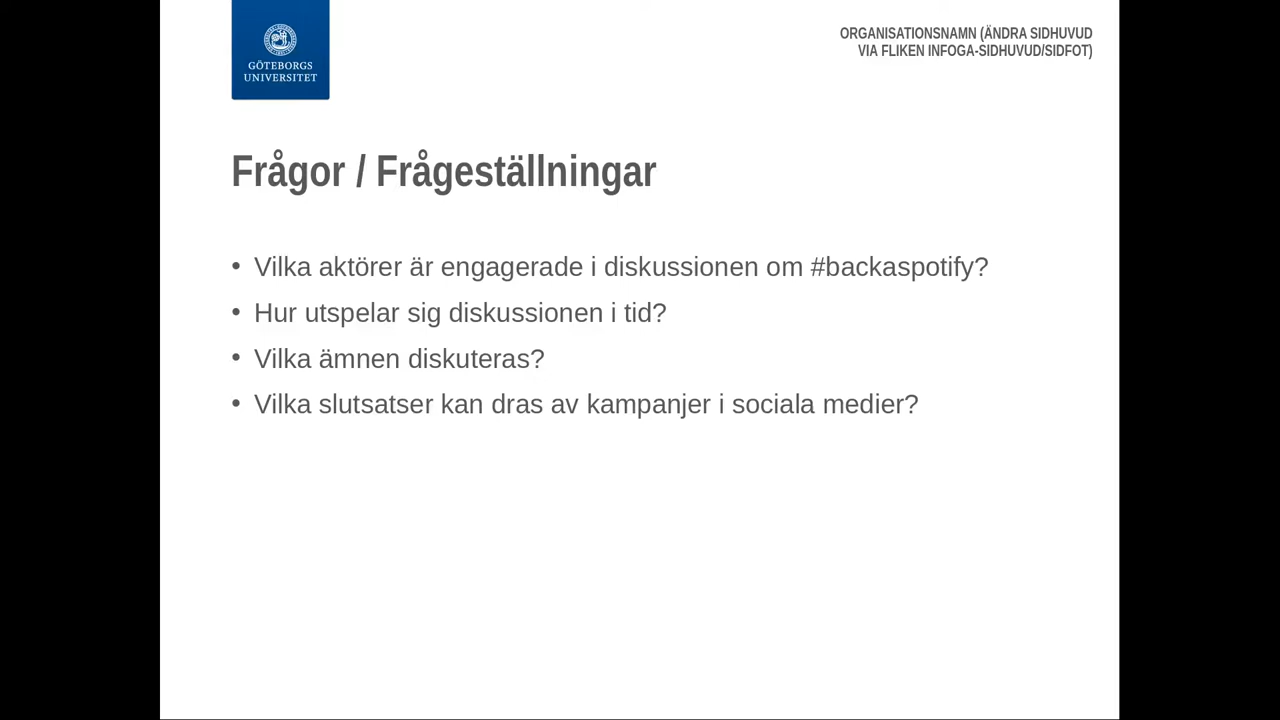 GÖTEBORGS
UNIVERSITET
ORGANISATIONSNAMN (ÄNDRA SIDHUVUD
VIA FLIKEN INFOGA-SIDHUVUD/SIDFOT)
Frågor / Frågeställningar
• Vilka aktörer är engagerade i diskussionen om #backaspotify?
• Hur utspelar sig diskussionen i tid?
• Vilka ämnen diskuteras?
• Vilka slutsatser kan dras av kampanjer i sociala medier?